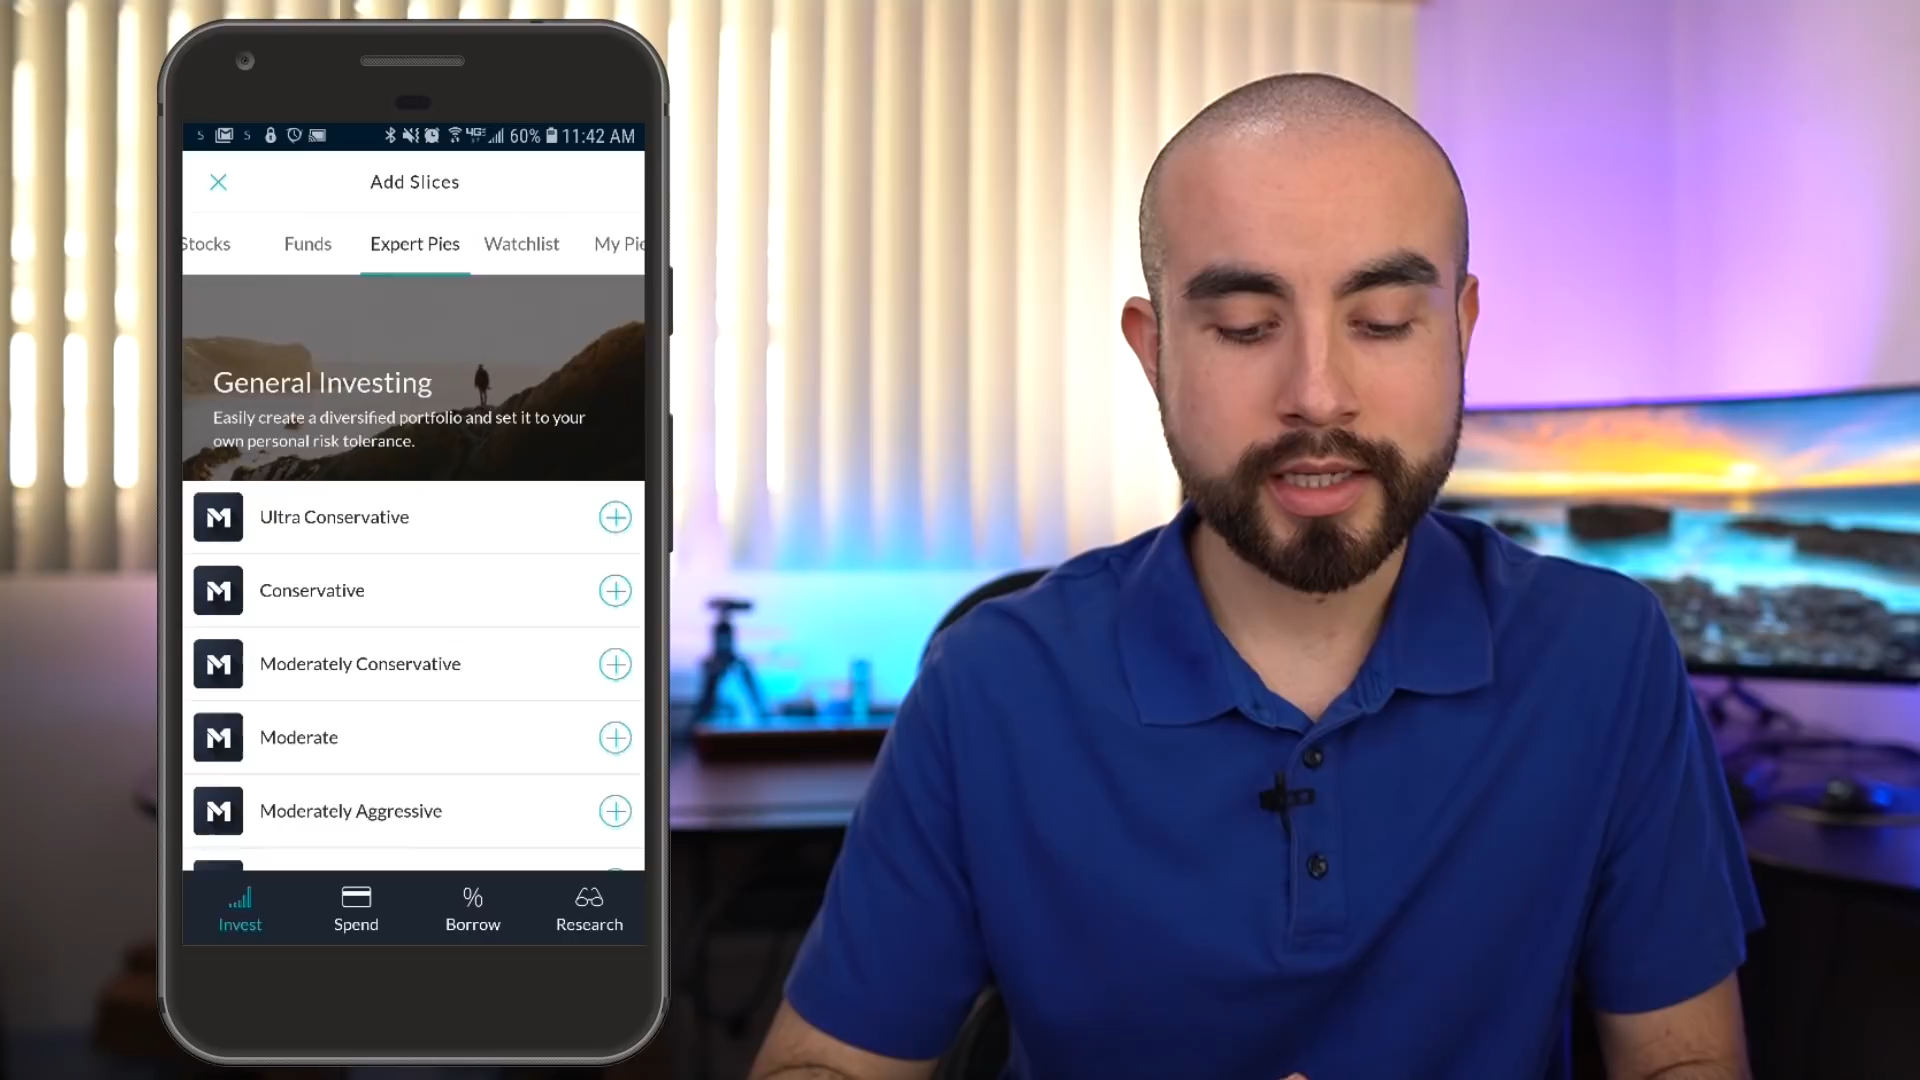 60% 11:42 AM
Add Slices
Stocks Funds Expert Pies Watchlist My Pie
General Investing
Easily create a diversified portfolio and set it to your
own personal risk tolerance.
Ultra Conservative
Conservative
Moderately Conservative
Moderate
Moderately Aggressive
Invest Spend Borrow Research